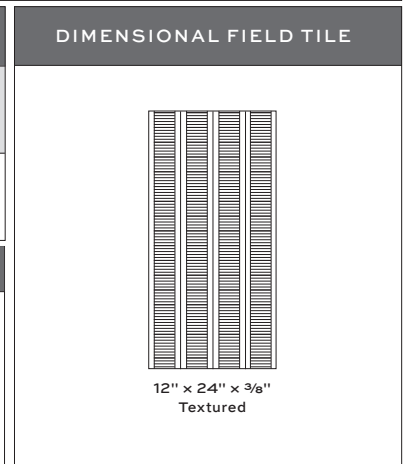 DIMENSIONAL FIELD TILE
12" x 24" x ⅜"
Textured